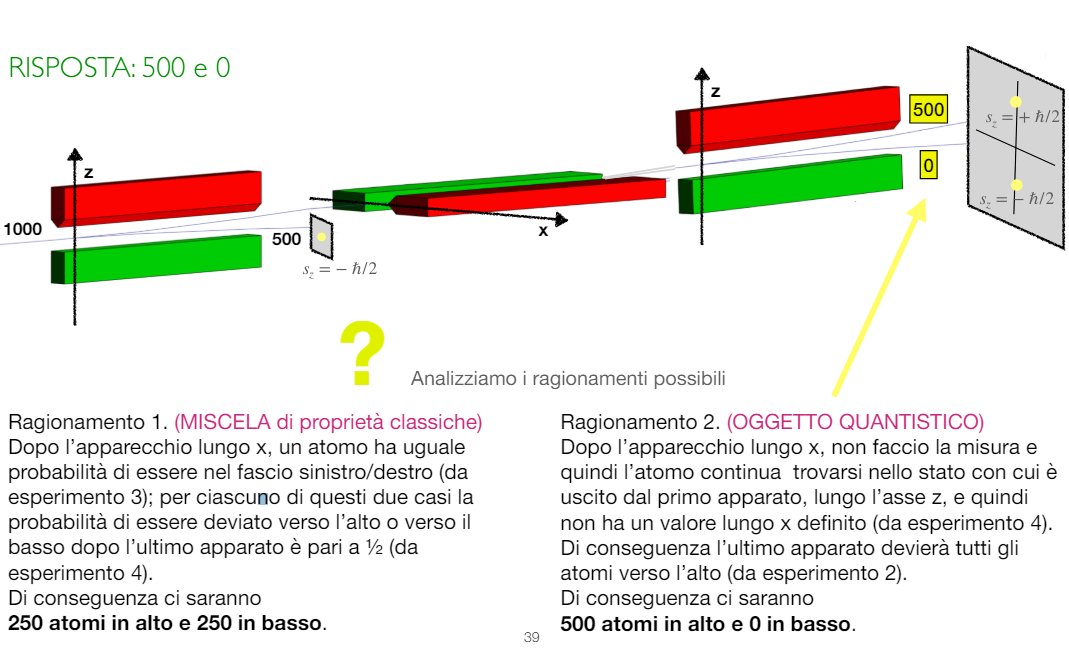 RISPOSTA: 500 e 0
z
1000
500
s_z = − ħ/2
x
z
500
0
s_z = + ħ/2
s_z = − ħ/2
?
Analizziamo i ragionamenti possibili
Ragionamento 1. (MISCELA di proprietà classiche)
Dopo l’apparecchio lungo x, un atomo ha uguale
probabilità di essere nel fascio sinistro/destro (da
esperimento 3); per ciascuno di questi due casi la
probabilità di essere deviato verso l’alto o verso il
basso dopo l’ultimo apparato è pari a ½ (da
esperimento 4).
Di conseguenza ci saranno
250 atomi in alto e 250 in basso.
Ragionamento 2. (OGGETTO QUANTISTICO)
Dopo l’apparecchio lungo x, non faccio la misura e
quindi l’atomo continua  trovarsi nello stato con cui è
uscito dal primo apparato, lungo l’asse z, e quindi
non ha un valore lungo x definito (da esperimento 4).
Di conseguenza l’ultimo apparato devierà tutti gli
atomi verso l’alto (da esperimento 2).
Di conseguenza ci saranno
500 atomi in alto e 0 in basso.
39